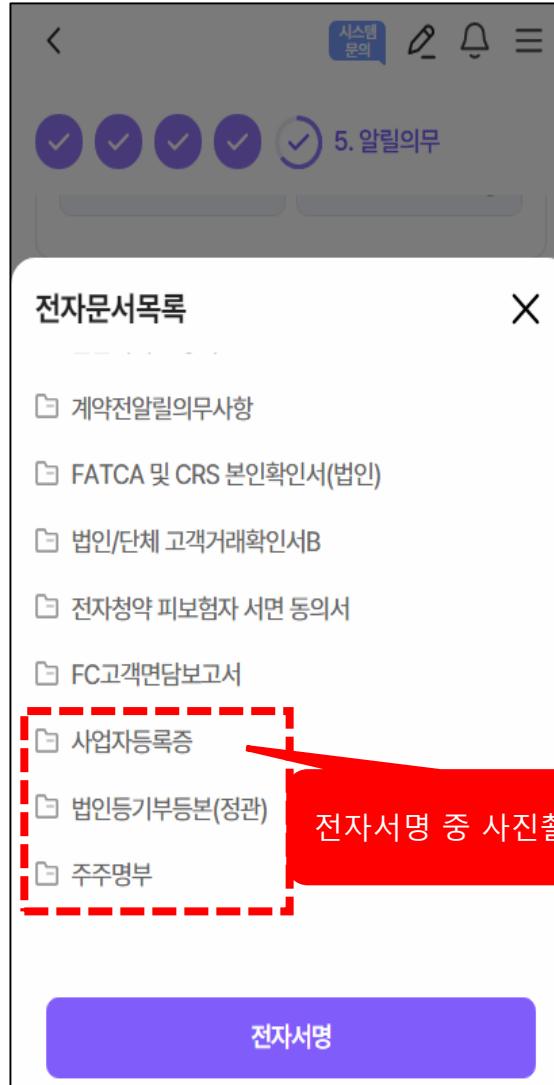 시스템
문의
5. 알릴의무
전자문서목록
계약전알릴의무사항
FATCA 및 CRS 본인확인서(법인)
법인/단체 고객거래확인서B
전자청약 피보험자 서면 동의서
FC고객면담보고서
사업자등록증
법인등기부등본(정관)
전자서명 중 사진촬
주주명부
전자서명